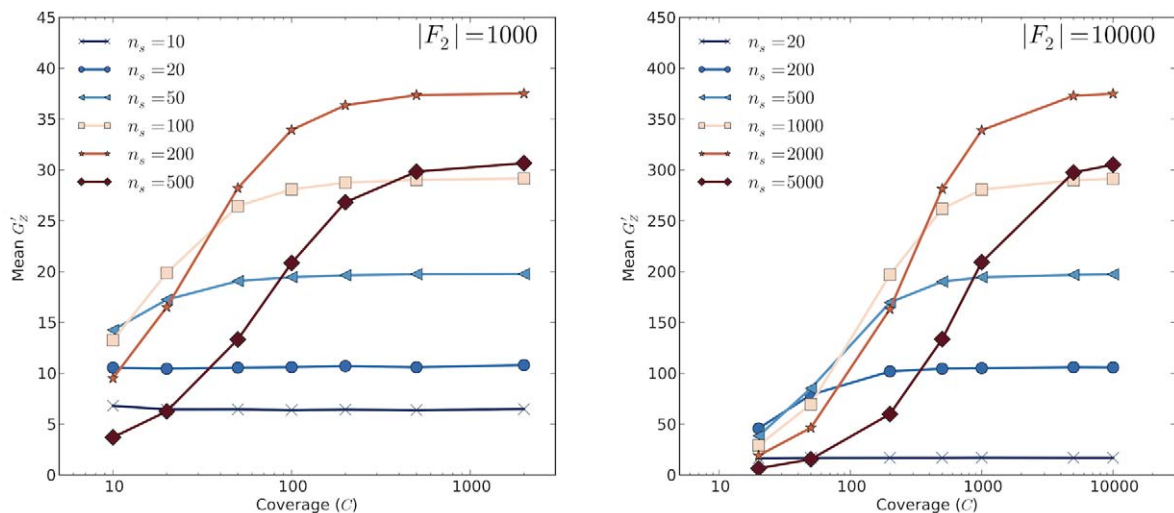 |F₂| = 1000
n_s = 10
n_s = 20
n_s = 50
n_s = 100
n_s = 200
n_s = 500
45
40
35
30
25
20
15
10
5
0
Mean G'_Z
10 100 1000
Coverage (C)
|F₂| = 10000
n_s = 20
n_s = 200
n_s = 500
n_s = 1000
n_s = 2000
n_s = 5000
450
400
350
300
250
200
150
100
50
0
Mean G'_Z
10 100 1000 10000
Coverage (C)